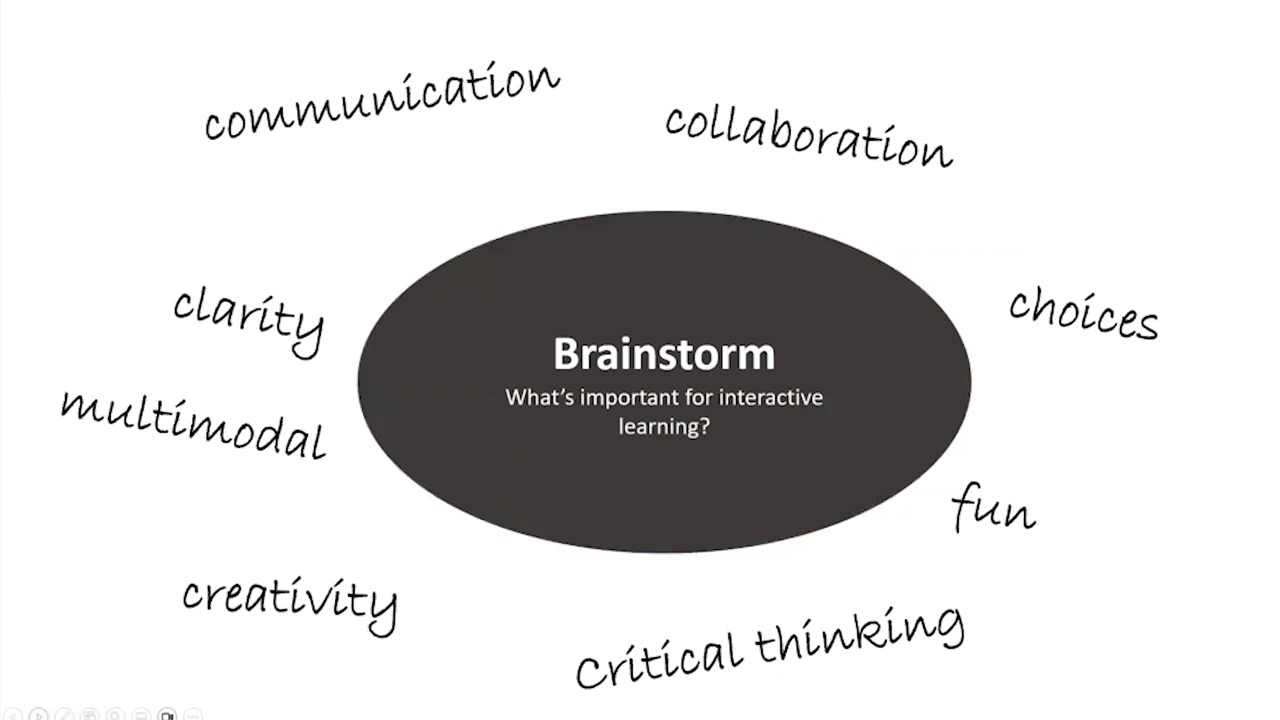 communication
collaboration
clarity
choices
Brainstorm
What's important for interactive
learning?
multimodal
fun
creativity
Critical thinking